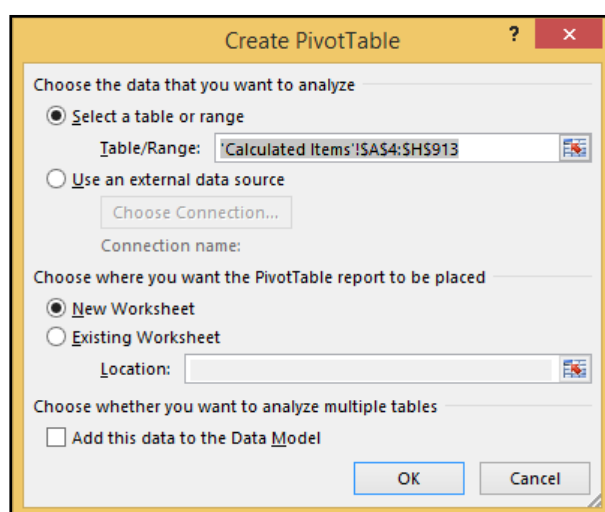 Create PivotTable ? ×
Choose the data that you want to analyze
Select a table or range
Table/Range: 'Calculated Items'!$A$4:$H$913
Use an external data source
Choose Connection...
Connection name:
Choose where you want the PivotTable report to be placed
New Worksheet
Existing Worksheet
Location:
Choose whether you want to analyze multiple tables
Add this data to the Data Model
OK Cancel